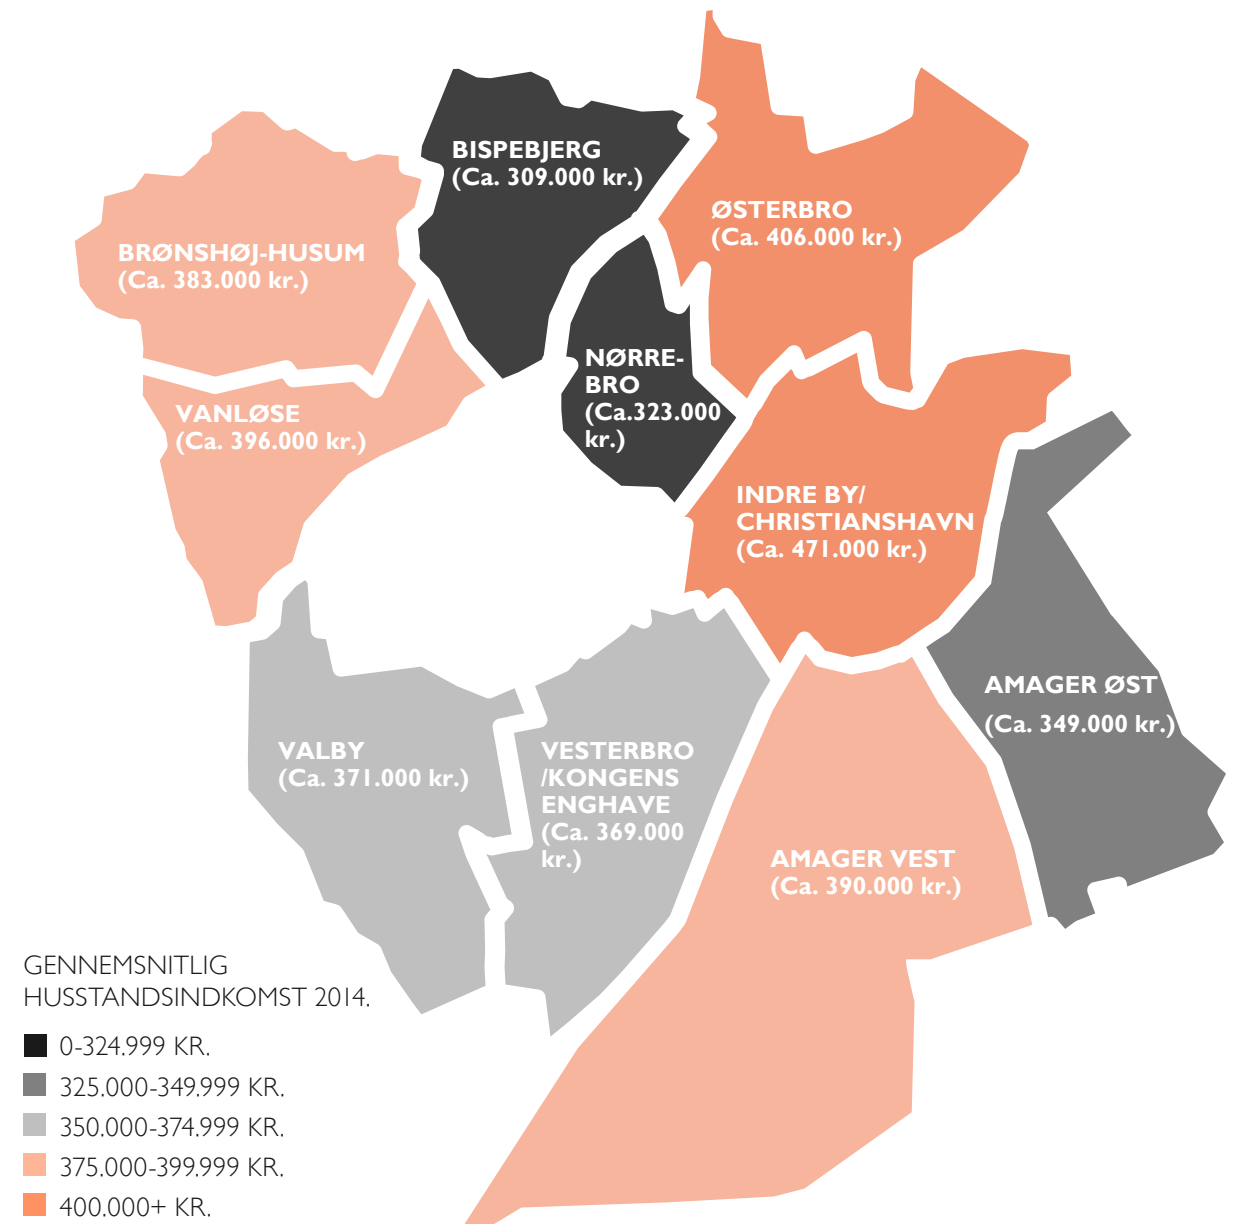 BISPEBJERG
(Ca. 309.000 kr.)
ØSTERBRO
(Ca. 406.000 kr.)
BRØNSHØJ-HUSUM
(Ca. 383.000 kr.)
NØRRE-
BRO
(Ca.323.000
kr.)
VANLØSE
(Ca. 396.000 kr.)
INDRE BY/
CHRISTIANSHAVN
(Ca. 471.000 kr.)
AMAGER ØST
(Ca. 349.000 kr.)
VALBY
(Ca. 371.000 kr.)
VESTERBRO
/KONGENS
ENGHAVE
(Ca. 369.000
kr.)
AMAGER VEST
(Ca. 390.000 kr.)
GENNEMSNITLIG
HUSSTANDSINDKOMST 2014.
0-324.999 KR.
325.000-349.999 KR.
350.000-374.999 KR.
375.000-399.999 KR.
400.000+ KR.